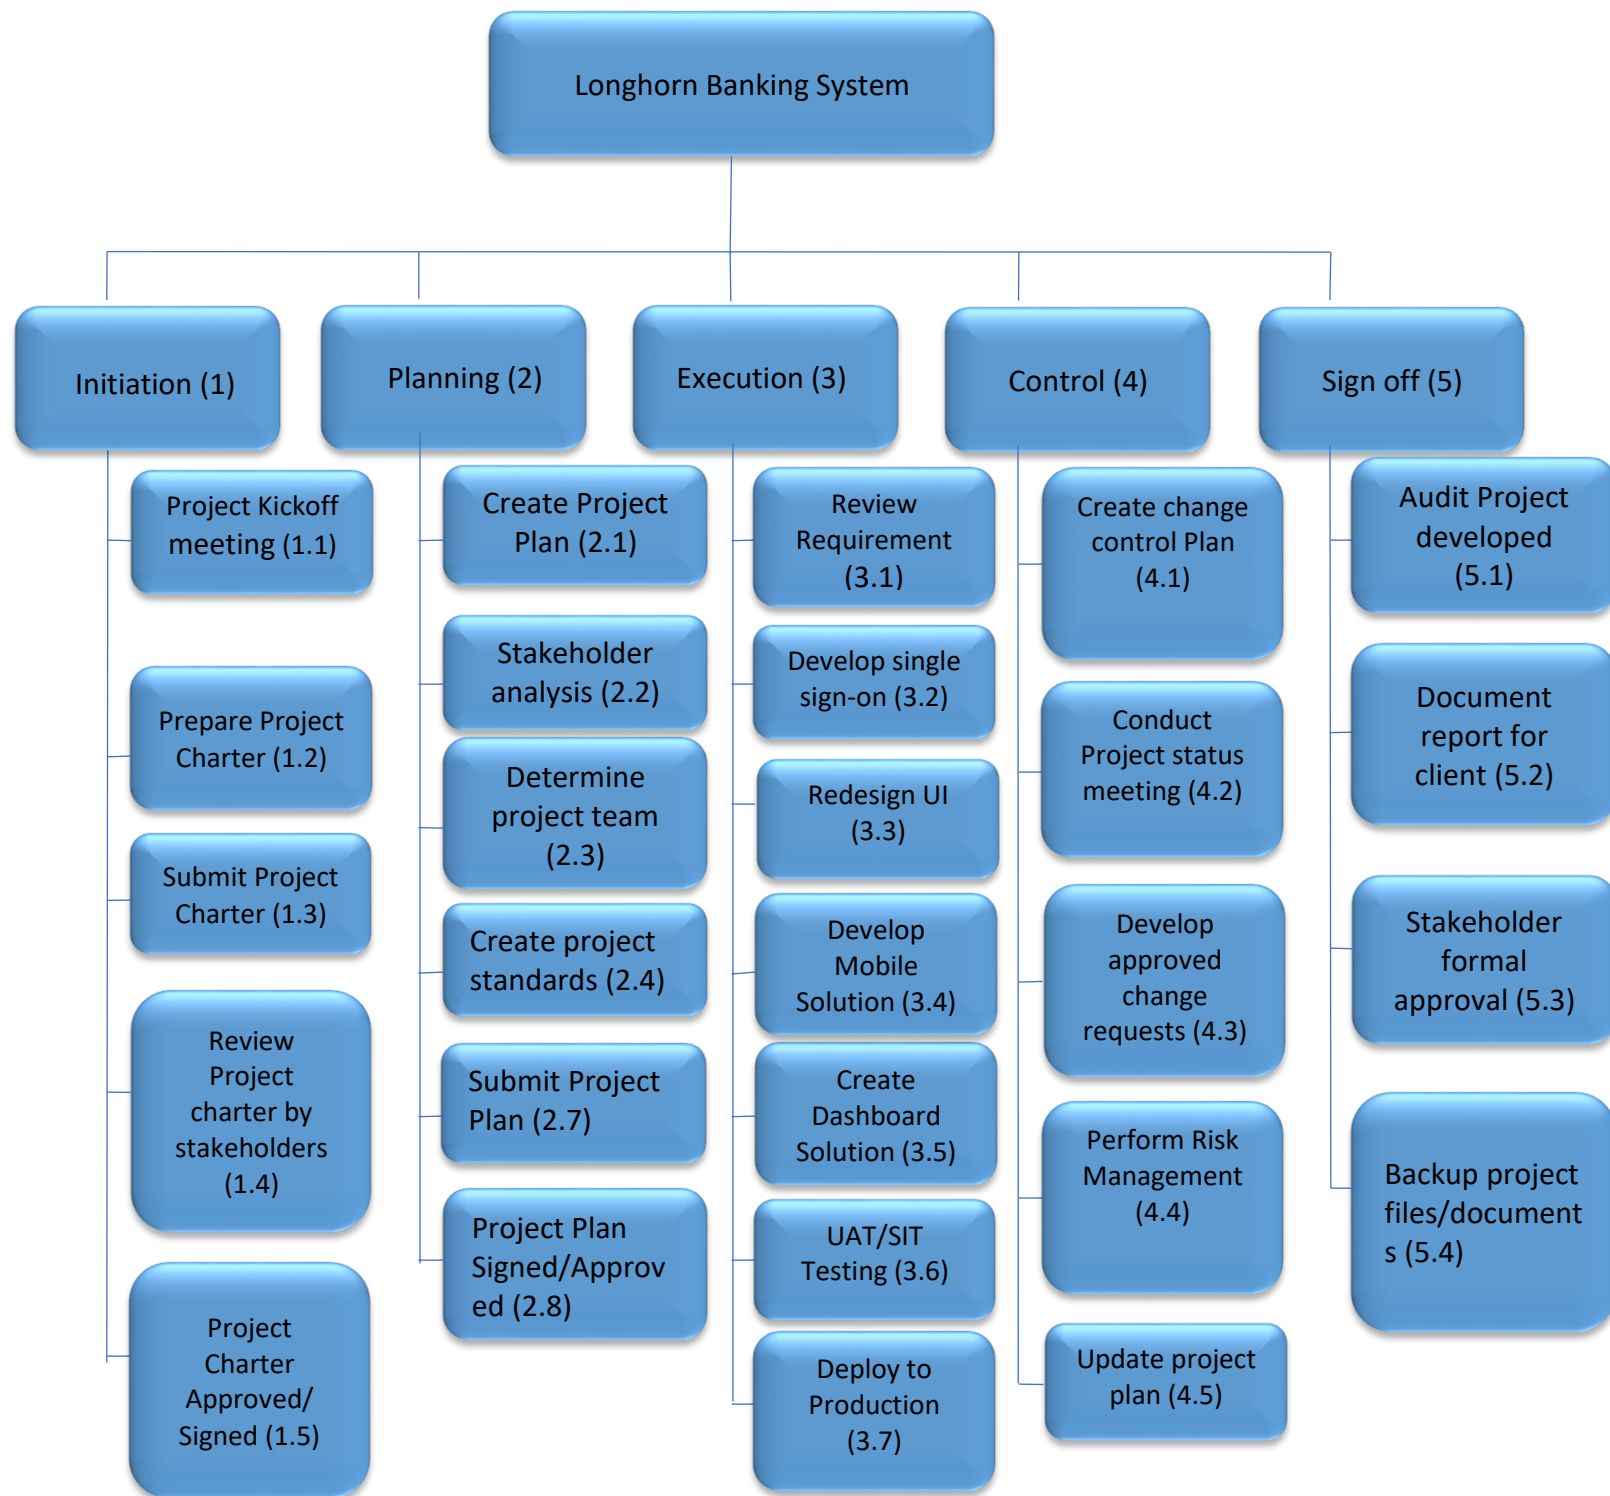 Longhorn Banking System
Initiation (1)
Project Kickoff
meeting (1.1)
Prepare Project
Charter (1.2)
Submit Project
Charter (1.3)
Review
Project
charter by
stakeholders
(1.4)
Project
Charter
Approved/
Signed (1.5)
Planning (2)
Create Project
Plan (2.1)
Stakeholder
analysis (2.2)
Determine
project team
(2.3)
Create project
standards (2.4)
Submit Project
Plan (2.7)
Project Plan
Signed/Approv
ed (2.8)
Execution (3)
Review
Requirement
(3.1)
Develop single
sign-on (3.2)
Redesign UI
(3.3)
Develop
Mobile
Solution (3.4)
Create
Dashboard
Solution (3.5)
UAT/SIT
Testing (3.6)
Deploy to
Production
(3.7)
Control (4)
Create change
control Plan
(4.1)
Conduct
Project status
meeting (4.2)
Develop
approved
change
requests (4.3)
Perform Risk
Management
(4.4)
Update project
plan (4.5)
Sign off (5)
Audit Project
developed
(5.1)
Document
report for
client (5.2)
Stakeholder
formal
approval (5.3)
Backup project
files/document
s (5.4)